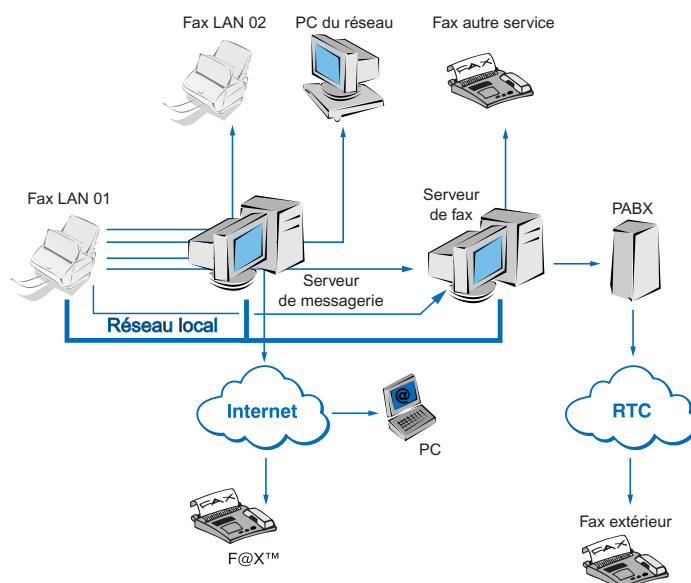 Fax LAN 02
PC du réseau
Fax autre service
FAX
Fax LAN 01
Serveur
de fax
PABX
Serveur
de messagerie
Réseau local
Internet
@
PC
RTC
FAX
F@X™
Fax extérieur
FAX